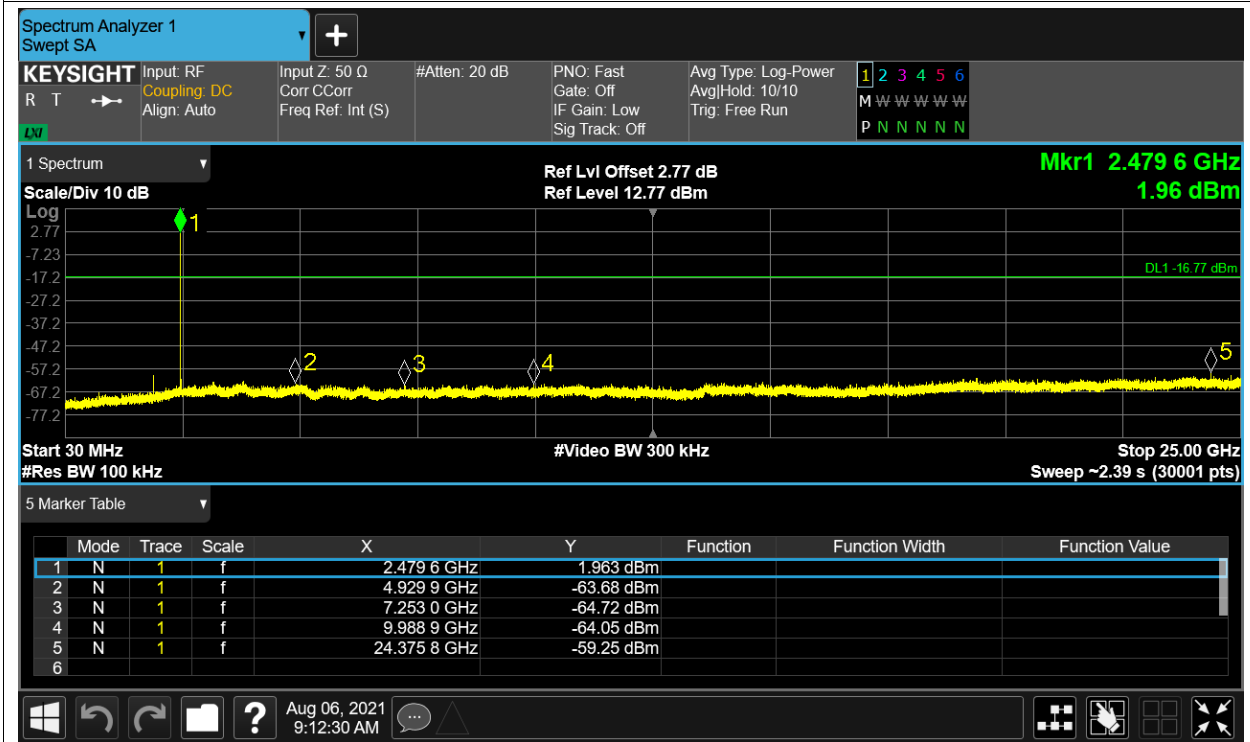 Spectrum Analyzer 1
Swept SA
KEYSIGHT
R T
LXI
Input: RF
Coupling: DC
Align: Auto
Input Z: 50 Ω
Corr CCorr
Freq Ref: Int (S)
#Atten: 20 dB
PNO: Fast
Gate: Off
IF Gain: Low
Sig Track: Off
Avg Type: Log-Power
Avg|Hold: 10/10
Trig: Free Run
1 2 3 4 5 6
M W W W W W
P N N N N N
1 Spectrum
Scale/Div 10 dB
Ref Lvl Offset 2.77 dB
Ref Level 12.77 dBm
Mkr1 2.479 6 GHz
1.96 dBm
Log
2.77
-7.23
-17.2
-27.2
-37.2
-47.2
-57.2
-67.2
-77.2
1
DL1 -16.77 dBm
2
3
4
5
Start 30 MHz
#Res BW 100 kHz
#Video BW 300 kHz
Stop 25.00 GHz
Sweep ~2.39 s (30001 pts)
5 Marker Table
Mode Trace Scale X Y Function Function Width Function Value
1 N 1 f 2.479 6 GHz 1.963 dBm
2 N 1 f 4.929 9 GHz -63.68 dBm
3 N 1 f 7.253 0 GHz -64.72 dBm
4 N 1 f 9.988 9 GHz -64.05 dBm
5 N 1 f 24.375 8 GHz -59.25 dBm
6
?
Aug 06, 2021
9:12:30 AM